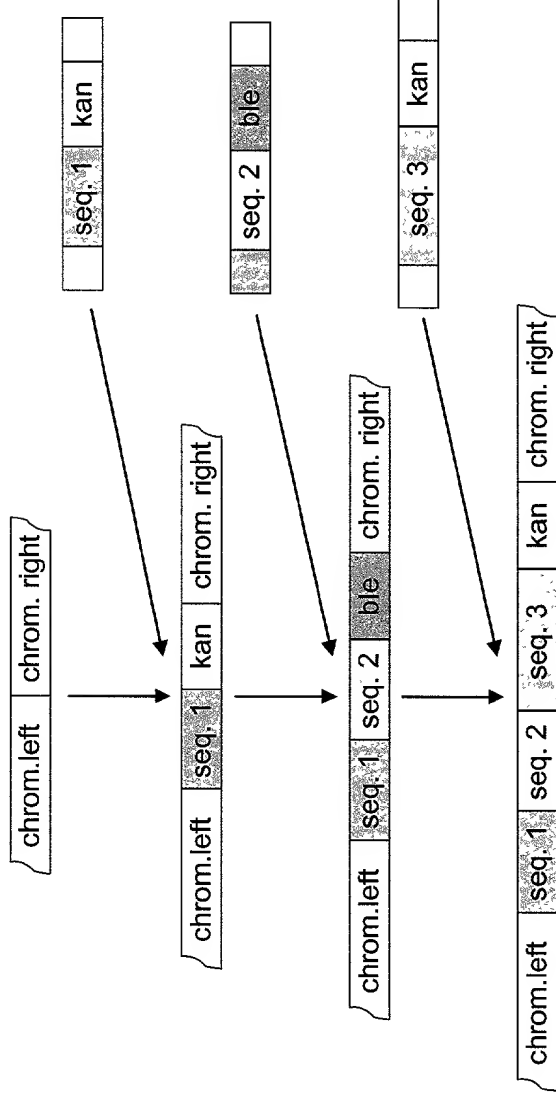 chrom.left chrom. right
seq. 1 kan
chrom.left seq. 1 kan chrom. right
seq. 2 ble
chrom.left seq. 1 seq. 2 ble chrom. right
seq. 3 kan
chrom.left seq. 1 seq. 2 seq. 3 kan chrom. right